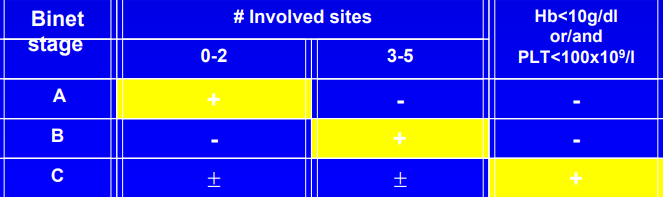 Binet stage
# Involved sites
Hb<10g/dl
or/and
PLT<100x10⁹/l
0-2
3-5
A + - -
B - + -
C ± ± +